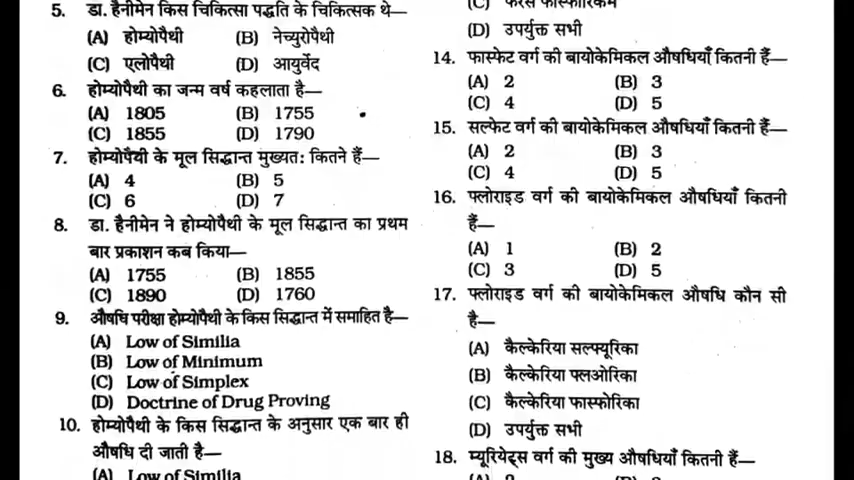 5. डा. हैनीमेन किस चिकित्सा पद्धति के चिकित्सक थे—
(A) होम्योपैथी (B) नेच्युरोपैथी
(C) एलोपैथी (D) आयुर्वेद
6. होम्योपैथी का जन्म वर्ष कहलाता है—
(A) 1805 (B) 1755
(C) 1855 (D) 1790
7. होम्योपैथी के मूल सिद्धान्त मुख्यतः कितने हैं—
(A) 4 (B) 5
(C) 6 (D) 7
8. डा. हैनीमेन ने होम्योपैथी के मूल सिद्धान्त का प्रथम
बार प्रकाशन कब किया—
(A) 1755 (B) 1855
(C) 1890 (D) 1760
9. औषधि परीक्षा होम्योपैथी के किस सिद्धान्त में समाहित है—
(A) Low of Similia
(B) Low of Minimum
(C) Low of Simplex
(D) Doctrine of Drug Proving
10. होम्योपैथी के किस सिद्धान्त के अनुसार एक बार ही
औषधि दी जाती है—
(A) Low of Similia
(C) फेरस फास्फोरिकम
(D) उपर्युक्त सभी
14. फास्फेट वर्ग की बायोकेमिकल औषधियाँ कितनी हैं—
(A) 2 (B) 3
(C) 4 (D) 5
15. सल्फेट वर्ग की बायोकेमिकल औषधियाँ कितनी हैं—
(A) 2 (B) 3
(C) 4 (D) 5
16. फ्लोराइड वर्ग की बायोकेमिकल औषधियाँ कितनी
हैं—
(A) 1 (B) 2
(C) 3 (D) 5
17. फ्लोराइड वर्ग की बायोकेमिकल औषधि कौन सी
है—
(A) कैल्केरिया सल्फ्यूरिका
(B) कैल्केरिया फ्लओरिका
(C) कैल्केरिया फास्फोरिका
(D) उपर्युक्त सभी
18. म्यूरियेट्स वर्ग की मुख्य औषधियाँ कितनी हैं—
(A) 2 (B) 3